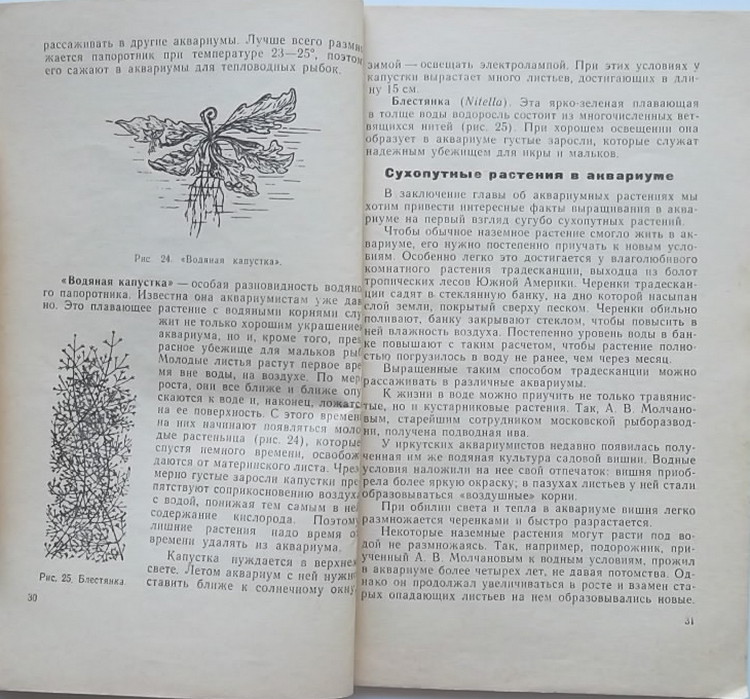 рассаживать в другие аквариумы. Лучше всего размн
жается папоротник при температуре 23—25°, поэтом
его сажают в аквариумы для тепловодных рыбок.
Рис. 24. «Водяная капустка».
«Водяная капустка» — особая разновидность водяно
го папоротника. Известна она аквариумистам уже дав
но. Это плавающее растение с водяными корнями слу
жит не только хорошим украшение
аквариума, но и, кроме того, прек
расное убежище для мальков рыб
Молодые листья растут первое вре
мя вне воды, на воздухе. По мер
роста, они все ближе и ближе опу
скаются к воде и, наконец, ложатс
на ее поверхность. С этого времен
на них начинают появляться моло
дые растеньица (рис. 24), которые
спустя немного времени, освобож
даются от материнского листа. Чрез
мерно густые заросли капустки пре
пятствуют соприкосновению воздуха
с водой, понижая тем самым в не
содержание кислорода. Поэтому
лишние растения надо время о
времени удалять из аквариума.
Капустка нуждается в верхне
свете. Летом аквариум с ней нужн
ставить ближе к солнечному окну
Рис. 25. Блестянка.
30
зимой — освещать электролампой. При этих условиях у
капустки вырастает много листьев, достигающих в дли-
ну 15 см.
Блестянка (Nitella). Эта ярко-зеленая плавающая
в толще воды водоросль состоит из многочисленных вет-
вящихся нитей (рис. 25). При хорошем освещении она
образует в аквариуме густые заросли, которые служат
надежным убежищем для икры и мальков.
Сухопутные растения в аквариуме
В заключение главы об аквариумных растениях мы
хотим привести интересные факты выращивания в аква-
риуме на первый взгляд сугубо сухопутных растений.
Чтобы обычное наземное растение смогло жить в ак-
вариуме, его нужно постепенно приучать к новым усло-
виям. Особенно легко это достигается у влаголюбивого
комнатного растения традесканции, выходца из болот
тропических лесов Южной Америки. Черенки традескан-
ции садят в стеклянную банку, на дно которой насыпан
слой земли, покрытый сверху песком. Черенки обильно
поливают, банку закрывают стеклом, чтобы повысить в
ней влажность воздуха. Постепенно уровень воды в бан-
ке повышают с таким расчетом, чтобы растение полно-
стью погрузилось в воду не ранее, чем через месяц.
Выращенные таким способом традесканции можно
рассаживать в различные аквариумы.
К жизни в воде можно приучить не только травянис-
тые, но и кустарниковые растения. Так, А. В. Молчано-
вым, старейшим сотрудником московской рыборазвод-
ни, получена подводная ива.
У иркутских аквариумистов недавно появилась полу-
ченная им же водяная культура садовой вишни. Водные
условия наложили на нее свой отпечаток: вишня приоб-
рела более яркую окраску; в пазухах листьев у ней стали
образовываться «воздушные» корни.
При обилии света и тепла в аквариуме вишня легко
размножается черенками и быстро разрастается.
Некоторые наземные растения могут расти под во-
дой не размножаясь. Так, например, подорожник, при-
ученный А. В. Молчановым к водным условиям, прожил
в аквариуме более четырех лет, не давая потомства. Од-
нако он продолжал увеличиваться в росте и взамен ста-
рых опадающих листьев на нем образовывались новые.
31